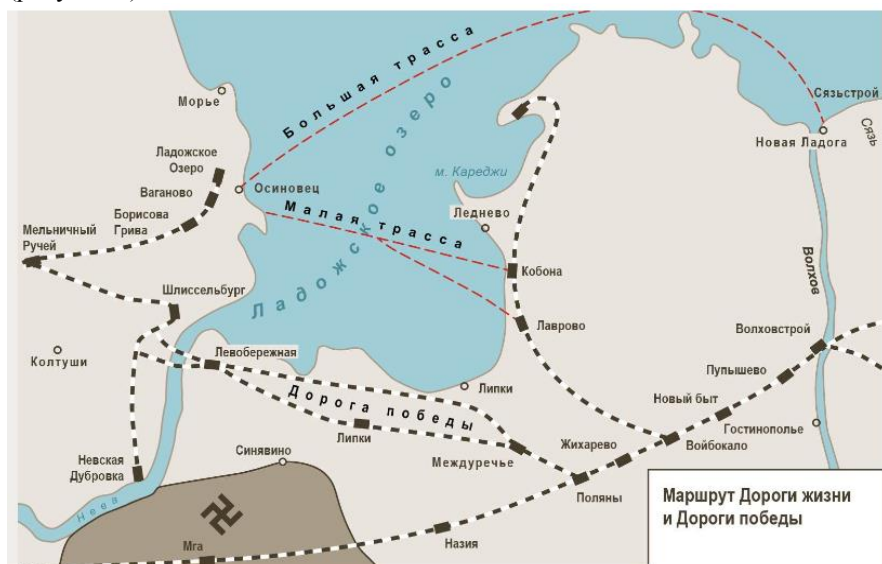 Большая трасса
Сязьстрой
Морье
Сязь
Новая Ладога
Ладожское
Озеро
Ваганово
м. Кареджи
Осиновец
Борисова
Грива
Малая трасса
Леднево
Мельничный
Ручей
Ладожское озеро
Кобона
Волхов
Шлиссельбург
Лаврово
Волховстрой
Колтуши
Левобережная
Пупышево
Липки
Дорога победы
Новый быт
Гостинополье
Липки
Жихарево
Войбокало
Синявино
Междуречье
Невская
Дубровка
Поляны
Нева
Назия
Мга
Маршрут Дороги жизни
и Дороги победы